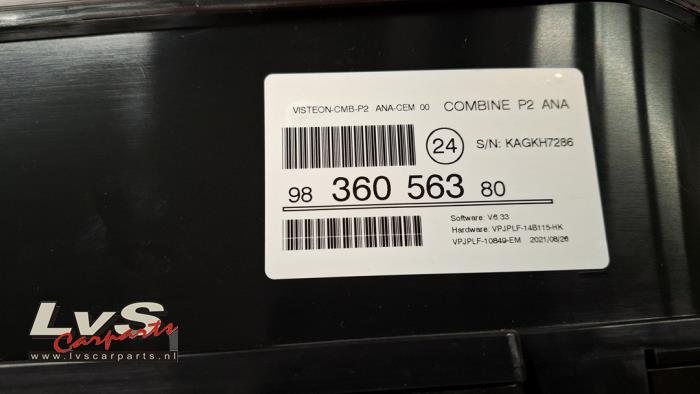 VISTEON-CMB-P2 ANA-CEM 00 COMBINE P2 ANA
24 S/N: KAGKH7286
98 360 563 80
Software: V6.33
Hardware: VPJPLF-14B115-HK
VPJPLF-10849-EM 2021/08/26
LvS
Carparts
www.lvscarparts.nl